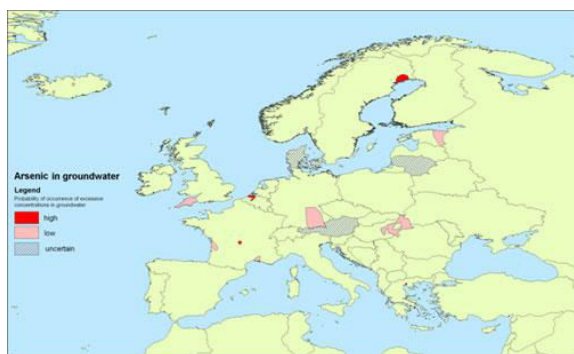 Arsenic in groundwater
Legend
Probability of occurrence of excessive
concentrations in groundwater
high
low
uncertain